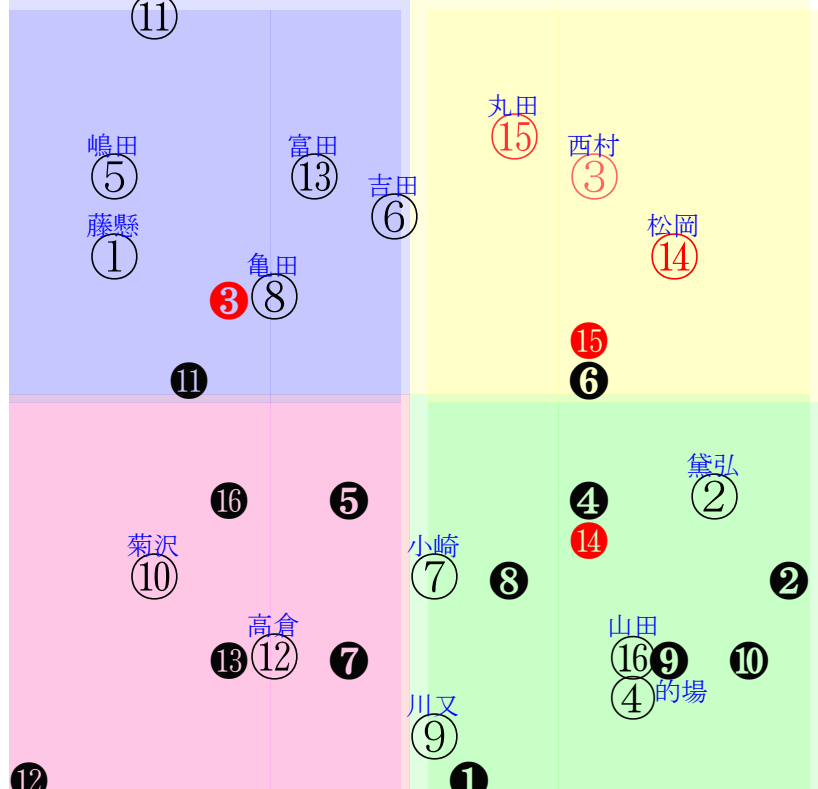 ⑪
丸田
⑮
嶋田
⑤
富田
⑬
西村
③
吉田
⑥
藤懸
①
松岡
⑭
亀田
❸
⑧
⓯
⓫
❻
黛弘
②
⓰
❺
❹
⓮
菊沢
⑩
小崎
⑦
❽
❷
高倉
⑫
山田
⑯
⓭
❼
❾
❿
④
的場
川又
⑨
⓬
❶